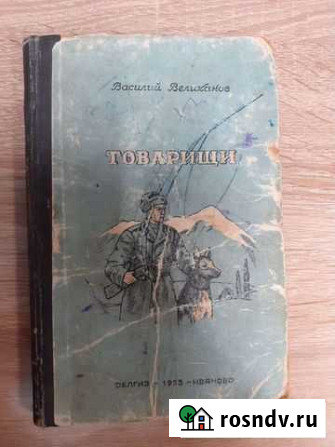 Василий Великанов
ТОВАРИЩИ
ОБЛГИЗ - 1953 - ИВАНОВО
rosndv.ru